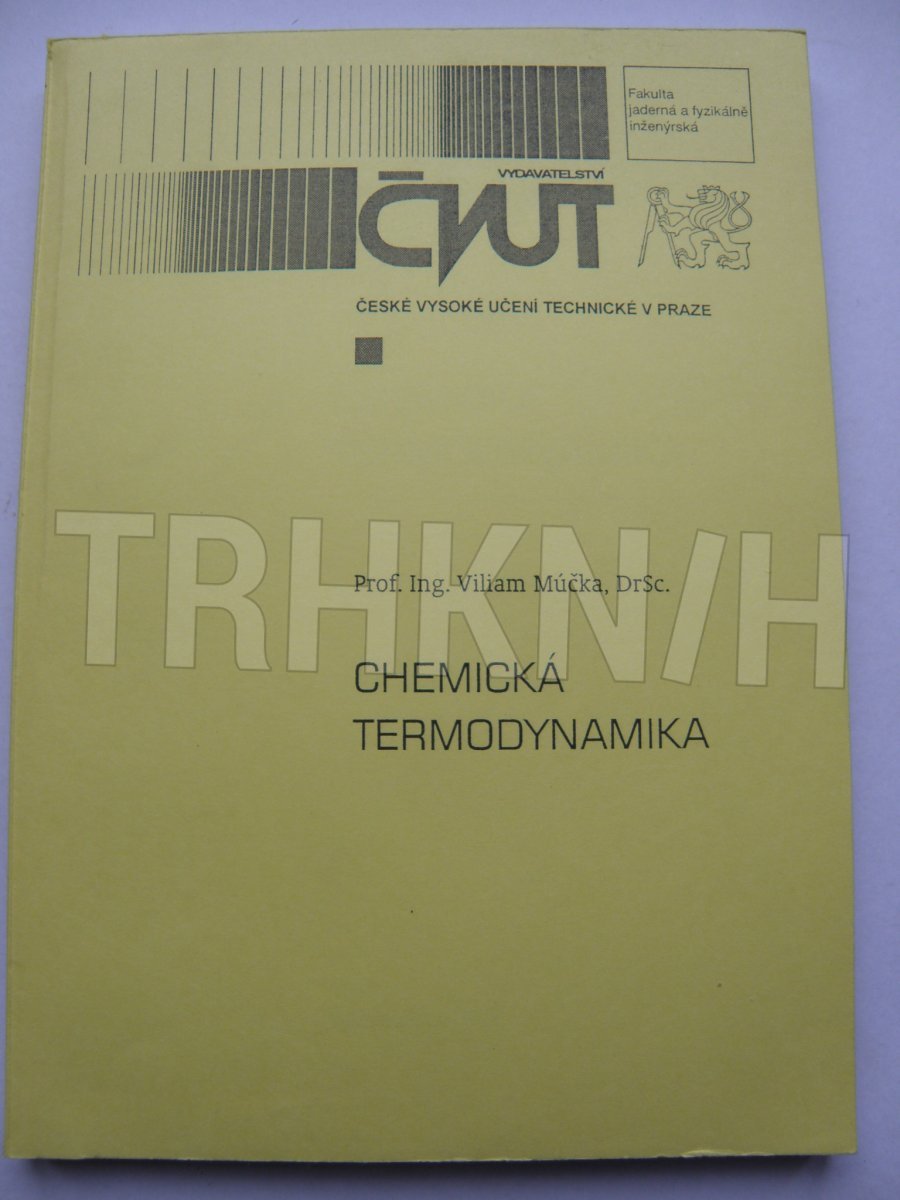 Fakulta
jaderná a fyzikálně
inženýrská
VYDAVATELSTVÍ
ČVUT
ČESKÉ VYSOKÉ UČENÍ TECHNICKÉ V PRAZE
TRHKN/H
Prof. Ing. Viliam Múčka, DrSc.
CHEMICKÁ
TERMODYNAMIKA